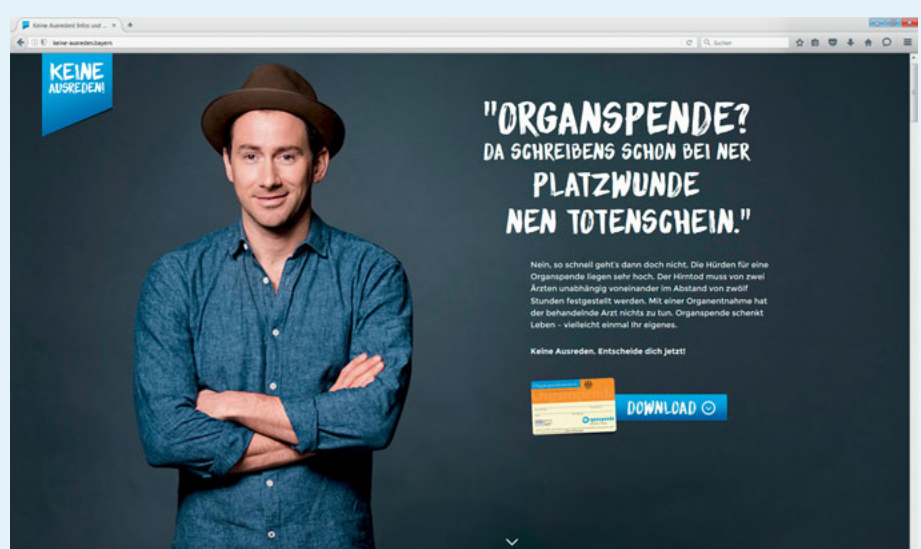 Keine Ausreden! Infos und ...
keine-ausreden.bayern
Suchen
KEINE
AUSREDEN!
"ORGANSPENDE?
DA SCHREIBENS SCHON BEI NER
PLATZWUNDE
NEN TOTENSCHEIN."
Nein, so schnell geht's dann doch nicht. Die Hürden für eine
Organspende liegen sehr hoch. Der Hirntod muss von zwei
Ärzten unabhängig voneinander im Abstand von zwölf
Stunden festgestellt werden. Mit einer Organentnahme hat
der behandelnde Arzt nichts zu tun. Organspende schenkt
Leben – vielleicht einmal Ihr eigenes.
Keine Ausreden. Entscheide dich jetzt!
Organspende
DOWNLOAD